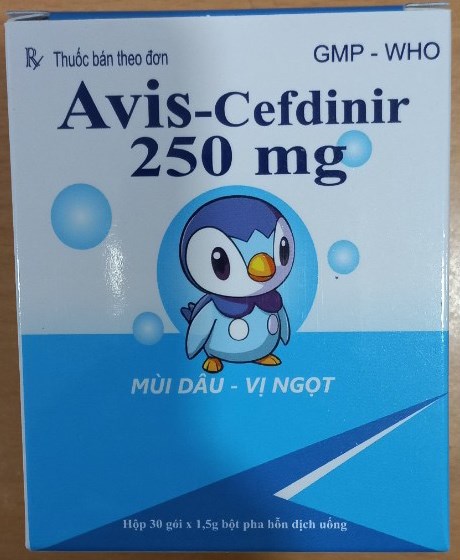 Rx Thuốc bán theo đơn
GMP - WHO
Avis-Cefdinir
250 mg
MÙI DÂU - VỊ NGỌT
Hộp 30 gói x 1,5g bột pha hỗn dịch uống